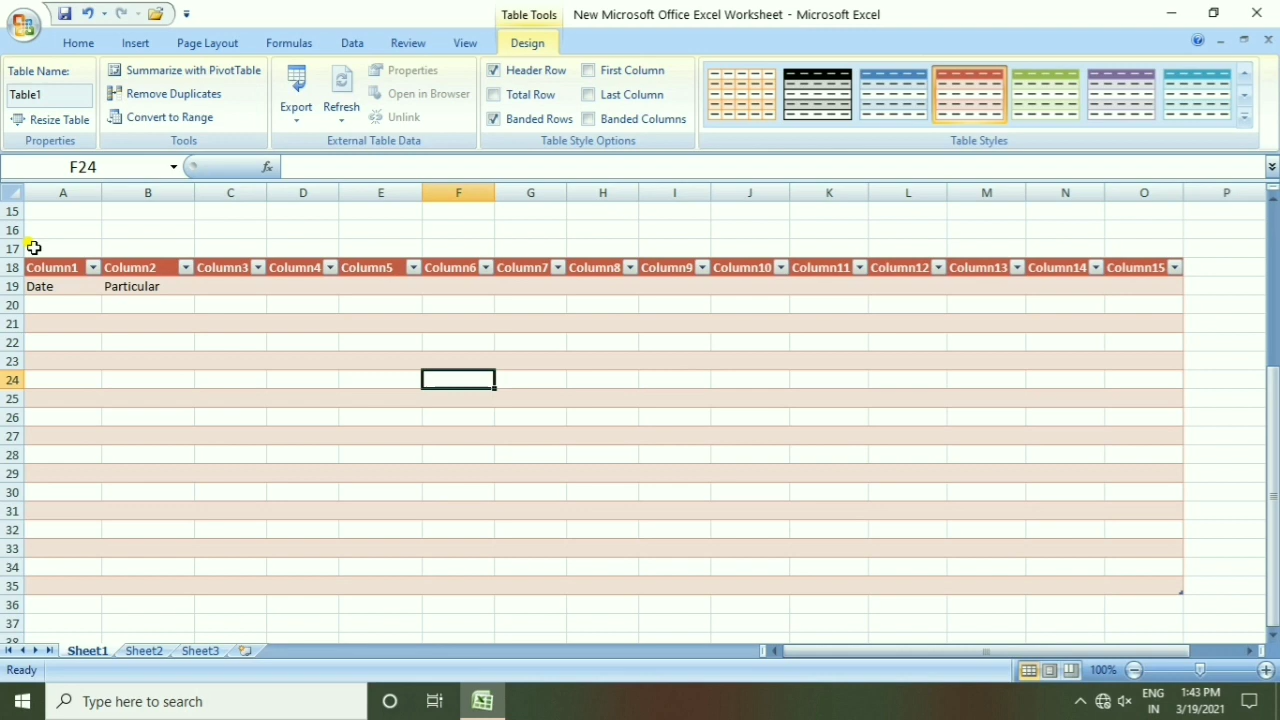 Table Tools
New Microsoft Office Excel Worksheet - Microsoft Excel
Home Insert Page Layout Formulas Data Review View Design
Table Name:
Table1
Resize Table
Properties
Summarize with PivotTable
Remove Duplicates
Convert to Range
Tools
Export
Refresh
Properties
Open in Browser
Unlink
External Table Data
Header Row
Total Row
Banded Rows
First Column
Last Column
Banded Columns
Table Style Options
Table Styles
F24
fx
A B C D E F G H I J K L M N O P
15
16
17
18 Column1 Column2 Column3 Column4 Column5 Column6 Column7 Column8 Column9 Column10 Column11 Column12 Column13 Column14 Column15
19 Date Particular
20
21
22
23
24
25
26
27
28
29
30
31
32
33
34
35
36
37
38
Sheet1 Sheet2 Sheet3
Ready
100%
Type here to search
ENG
IN
1:43 PM
3/19/2021